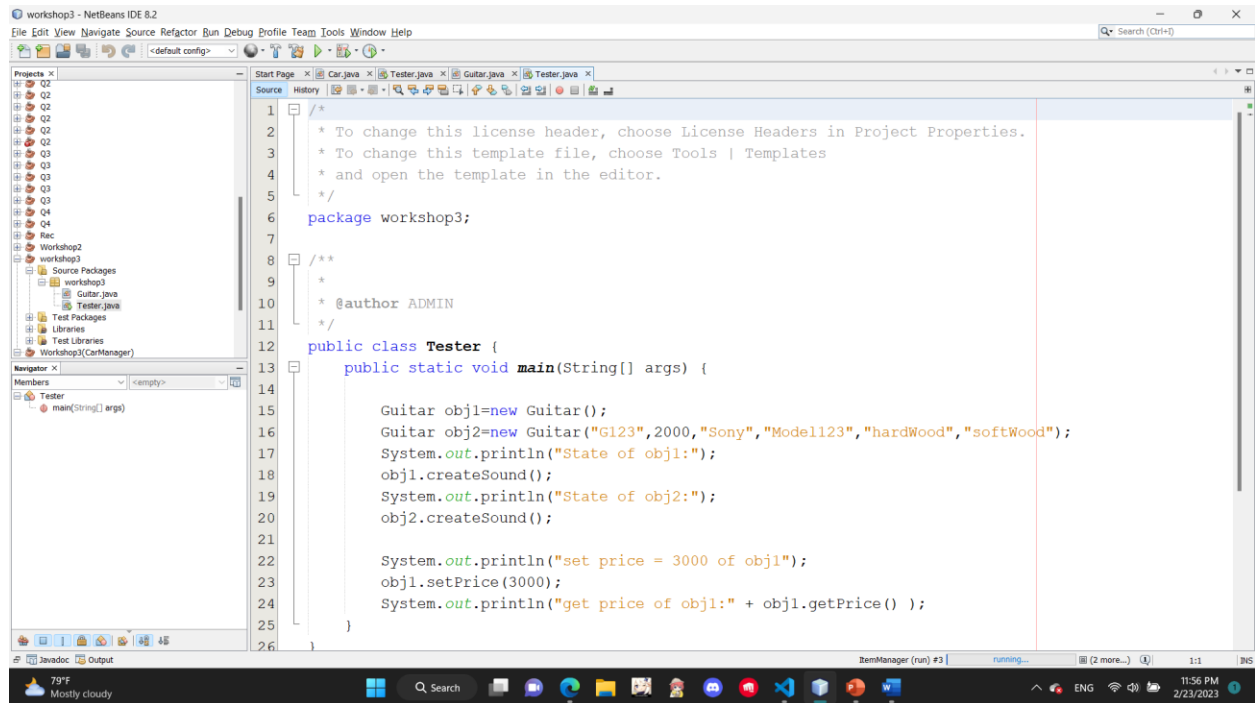 workshop3 - NetBeans IDE 8.2
File Edit View Navigate Source Refactor Run Debug Profile Team Tools Window Help
Search (Ctrl+I)
<default config>
Projects
Start Page Car.java Tester.java Guitar.java Tester.java
Source History
Q2
Q2
Q2
Q2
Q2
Q2
Q3
Q3
Q3
Q3
Q3
Q4
Q4
Rec
Workshop2
workshop3
Source Packages
workshop3
Guitar.java
Tester.java
Test Packages
Libraries
Test Libraries
Workshop3(CarManager)
Navigator
Members <empty>
Tester
main(String[] args)
1 /*
2 * To change this license header, choose License Headers in Project Properties.
3 * To change this template file, choose Tools | Templates
4 * and open the template in the editor.
5 */
6 package workshop3;
7
8 /**
9 *
10 * @author ADMIN
11 */
12 public class Tester {
13 public static void main(String[] args) {
14
15 Guitar obj1=new Guitar();
16 Guitar obj2=new Guitar("G123",2000,"Sony","Model123","hardWood","softWood");
17 System.out.println("State of obj1:");
18 obj1.createSound();
19 System.out.println("State of obj2:");
20 obj2.createSound();
21
22 System.out.println("set price = 3000 of obj1");
23 obj1.setPrice(3000);
24 System.out.println("get price of obj1:" + obj1.getPrice() );
25 }
26 }
Javadoc Output
ItemManager (run) #3 running... (2 more...) 1:1 INS
79°F
Mostly cloudy
Search
ENG
11:56 PM
2/23/2023